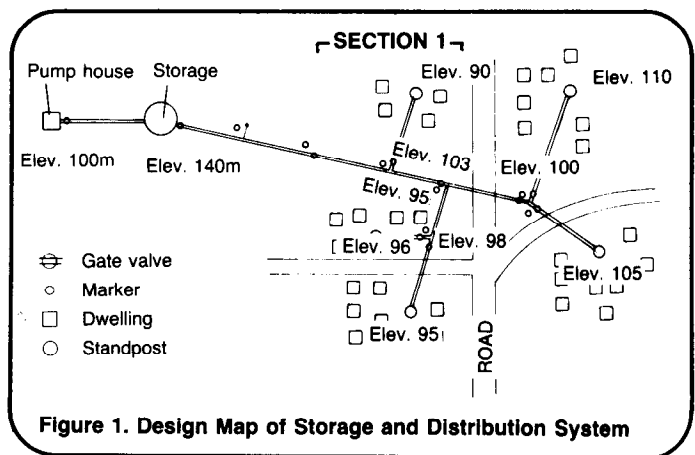 SECTION 1
Pump house
Storage
Elev. 90
Elev. 110
Elev. 100m
Elev. 140m
Elev. 103
Elev. 100
Elev. 95
Elev. 96
Elev. 98
Elev. 105
Elev. 95
Gate valve
Marker
Dwelling
Standpost
ROAD
Figure 1. Design Map of Storage and Distribution System